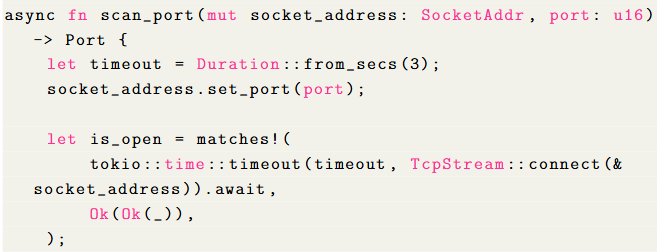 async fn scan_port(mut socket_address: SocketAddr, port: u16)
-> Port {
let timeout = Duration::from_secs(3);
socket_address.set_port(port);
let is_open = matches!(
tokio::time::timeout(timeout, TcpStream::connect(&
socket_address)).await,
Ok(Ok(_)),
);